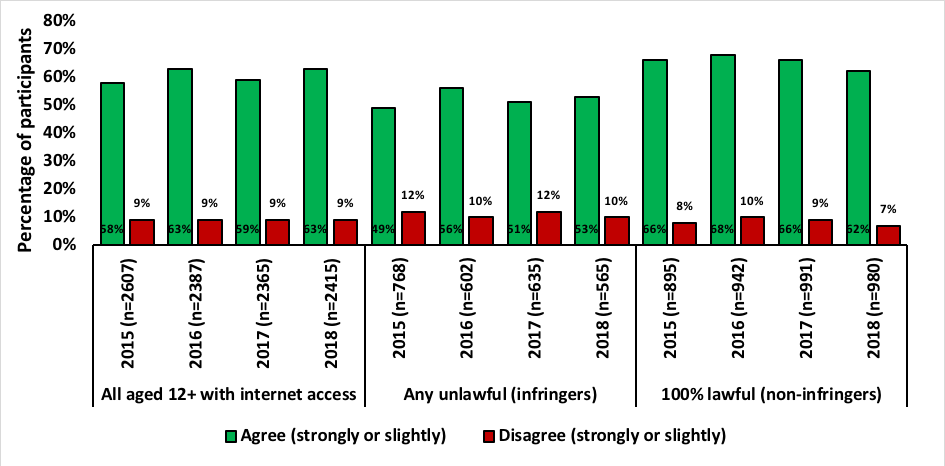 Percentage of participants
80%
70%
60%
50%
40%
30%
20%
10%
0%
58% 9% 63% 9% 59% 9% 63% 9% 49% 12% 56% 10% 51% 12% 53% 10% 66% 8% 68% 10% 66% 9% 62% 7%
2015 (n=2607)
2016 (n=2387)
2017 (n=2365)
2018 (n=2415)
2015 (n=768)
2016 (n=602)
2017 (n=635)
2018 (n=565)
2015 (n=895)
2016 (n=942)
2017 (n=991)
2018 (n=980)
All aged 12+ with internet access
Any unlawful (infringers)
100% lawful (non-infringers)
Agree (strongly or slightly)
Disagree (strongly or slightly)